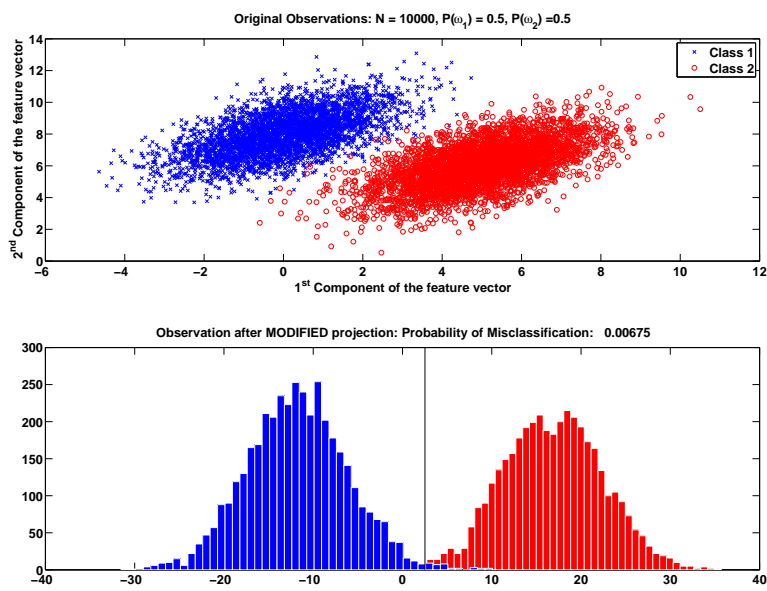 Original Observations: N = 10000, P(ω₁) = 0.5, P(ω₂) =0.5
14
12
10
8
6
4
2
0
2ⁿᵈ Component of the feature vector
Class 1
Class 2
−6 −4 −2 0 2 4 6 8 10 12
1ˢᵗ Component of the feature vector
Observation after MODIFIED projection: Probability of Misclassification: 0.00675
300
250
200
150
100
50
0
−40 −30 −20 −10 0 10 20 30 40